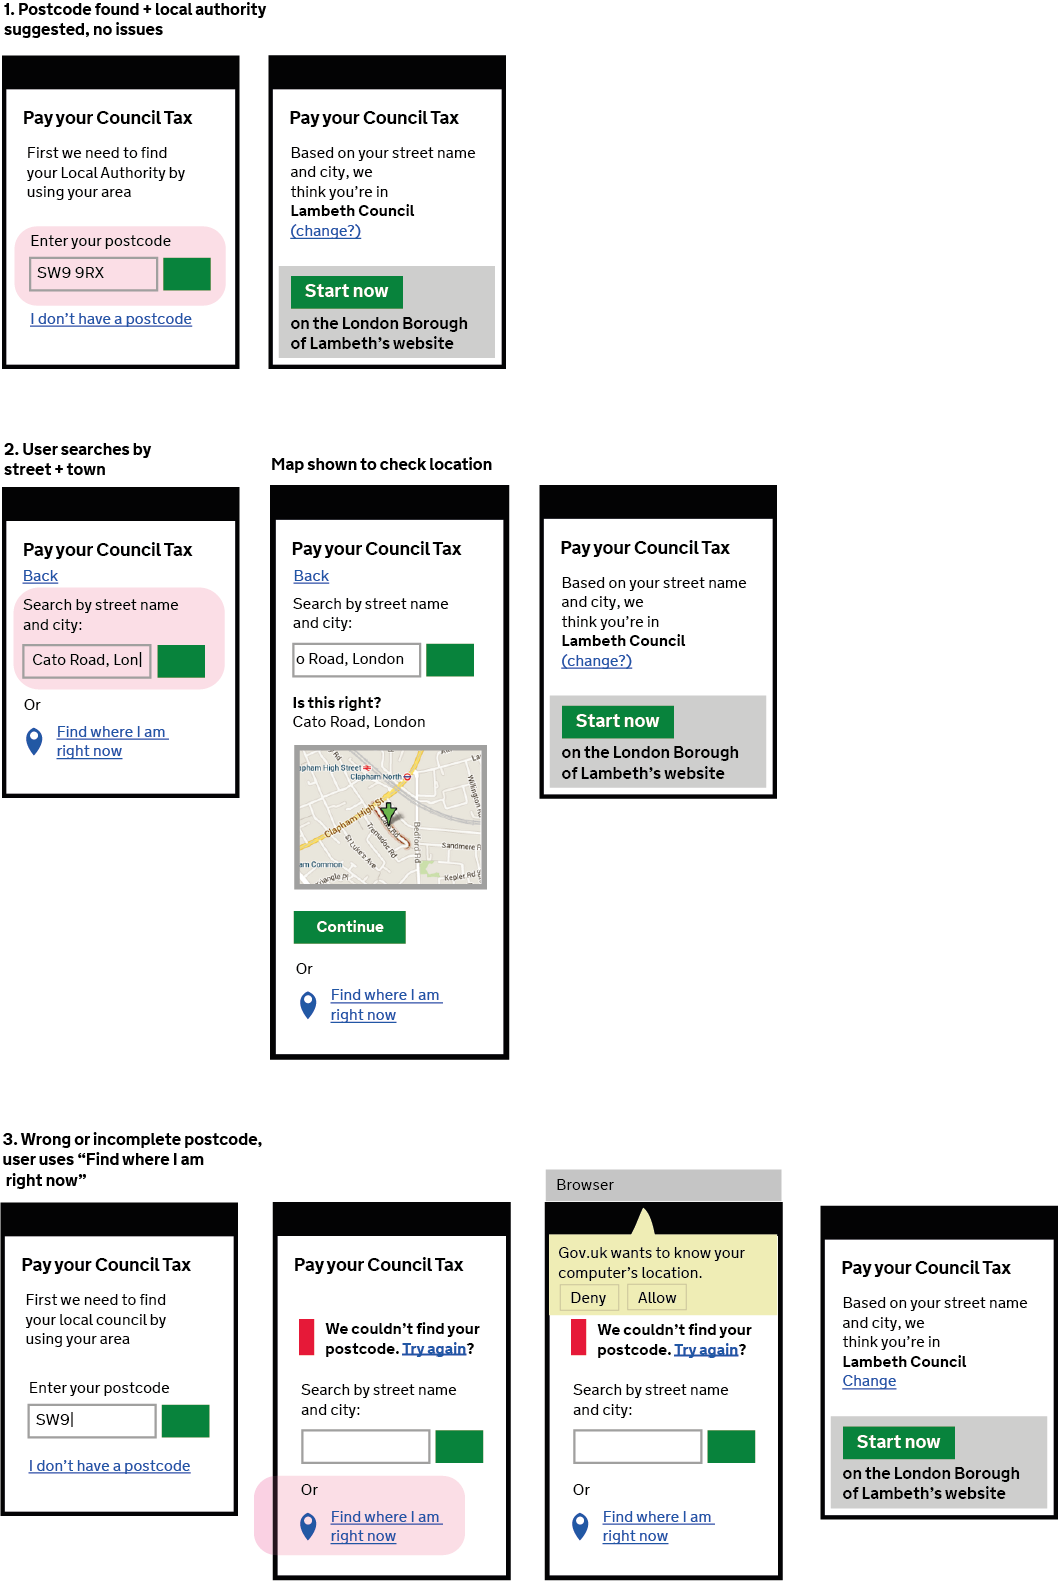 1. Postcode found + local authority
suggested, no issues
Pay your Council Tax
First we need to find
your Local Authority by
using your area
Enter your postcode
SW9 9RX
I don't have a postcode
Pay your Council Tax
Based on your street name
and city, we
think you're in
Lambeth Council
(change?)
Start now
on the London Borough
of Lambeth's website
2. User searches by
street + town
Pay your Council Tax
Back
Search by street name
and city:
Cato Road, Lon|
Or
Find where I am
right now
Map shown to check location
Pay your Council Tax
Back
Search by street name
and city:
o Road, London
Is this right?
Cato Road, London
apham High Street
Clapham North
Clapham High St
Tremadoc Rd
St Luke's Ave
Bedford Rd
Sandmere R
Kepler Rd
am Common
riangle Pl
Continue
Or
Find where I am
right now
Pay your Council Tax
Based on your street name
and city, we
think you're in
Lambeth Council
(change?)
Start now
on the London Borough
of Lambeth's website
3. Wrong or incomplete postcode,
user uses “Find where I am
right now”
Pay your Council Tax
First we need to find
your local council by
using your area
Enter your postcode
SW9|
I don't have a postcode
Pay your Council Tax
We couldn't find your
postcode. Try again?
Search by street name
and city:
Or
Find where I am
right now
Browser
Gov.uk wants to know your
computer's location.
Deny
Allow
We couldn't find your
postcode. Try again?
Search by street name
and city:
Or
Find where I am
right now
Pay your Council Tax
Based on your street name
and city, we
think you're in
Lambeth Council
Change
Start now
on the London Borough
of Lambeth's website